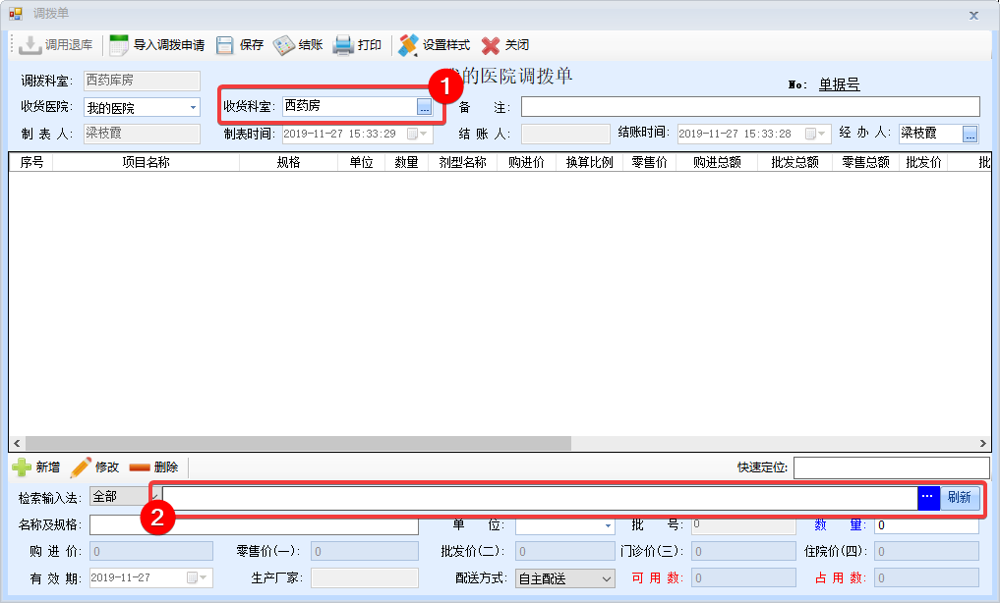 调拨单
调用退库 导入调拨申请 保存 结账 打印 设置样式 关闭
调拨科室: 西药库房 的医院调拨单 No: 单据号
收货医院: 我的医院 收货科室: 西药房 ... 1 备 注:
制 表 人: 梁枝霞 制表时间: 2019-11-27 15:33:29 结 账 人: 结账时间: 2019-11-27 15:33:28 经 办 人: 梁枝霞 ...
序号 项目名称 规格 单位 数量 剂型名称 购进价 换算比例 零售价 购进总额 批发总额 零售总额 批发价 批
新增 修改 删除 快速定位:
检索输入法: 全部 ... 刷新
2
名称及规格: 单 位: 批 号: 0 数 量: 0
购 进 价: 0 零售价(一): 0 批发价(二): 0 门诊价(三): 0 住院价(四): 0
有 效 期: 2019-11-27 生产厂家: 配送方式: 自主配送 可 用 数: 0 占 用 数: 0